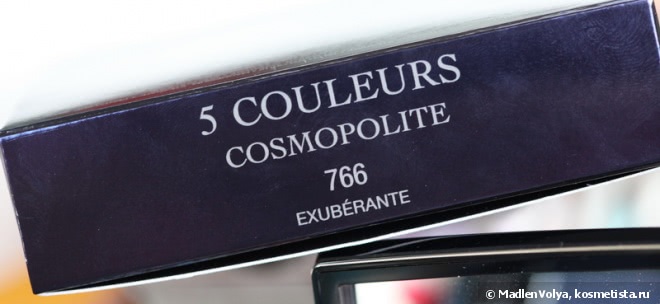 5 COULEURS
COSMOPOLITE
766
EXUBÉRANTE
© MadlenVolya, kosmetista.ru